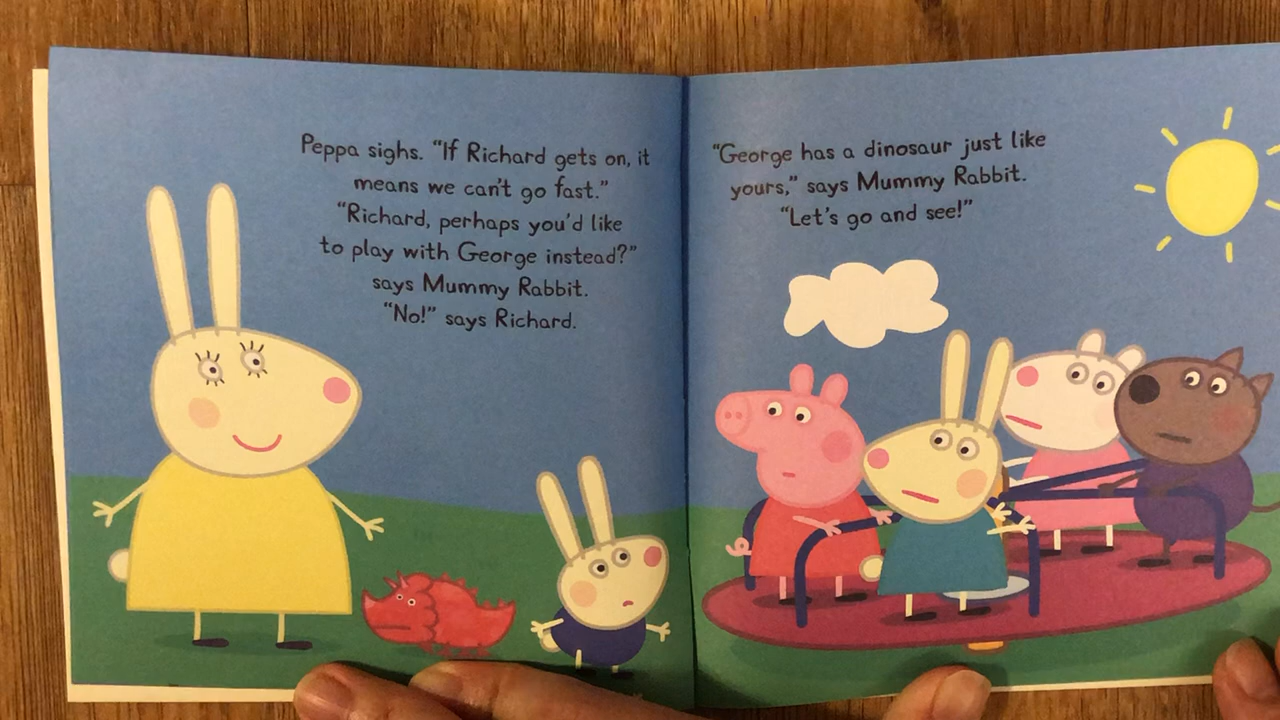 Peppa sighs. "If Richard gets on, it
means we can't go fast."
"Richard, perhaps you'd like
to play with George instead?"
says Mummy Rabbit.
"No!" says Richard.
"George has a dinosaur just like
yours," says Mummy Rabbit.
"Let's go and see!"